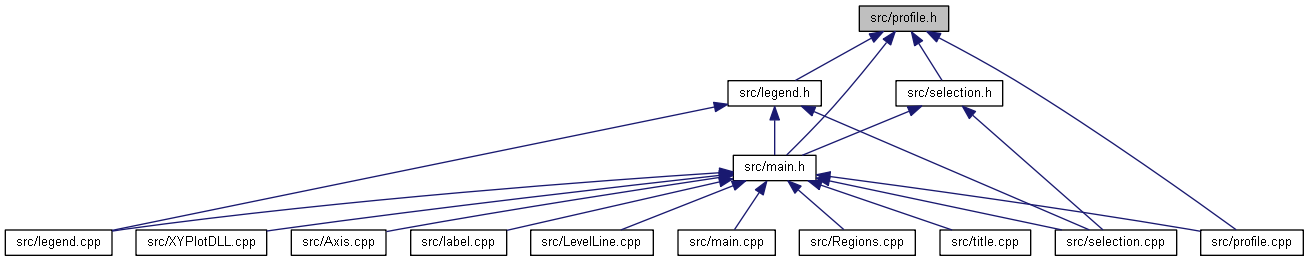 src/profile.h
src/legend.h
src/selection.h
src/main.h
src/legend.cpp
src/XYPlotDLL.cpp
src/Axis.cpp
src/label.cpp
src/LevelLine.cpp
src/main.cpp
src/Regions.cpp
src/title.cpp
src/selection.cpp
src/profile.cpp